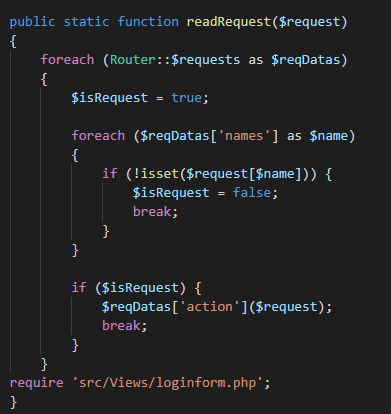 public static function readRequest($request)
{
    foreach (Router::$requests as $reqDatas)
    {
        $isRequest = true;

        foreach ($reqDatas['names'] as $name)
        {
            if (!isset($request[$name])) {
                $isRequest = false;
                break;
            }
        }

        if ($isRequest) {
            $reqDatas['action']($request);
            break;
        }
    }
require 'src/Views/loginform.php';
}